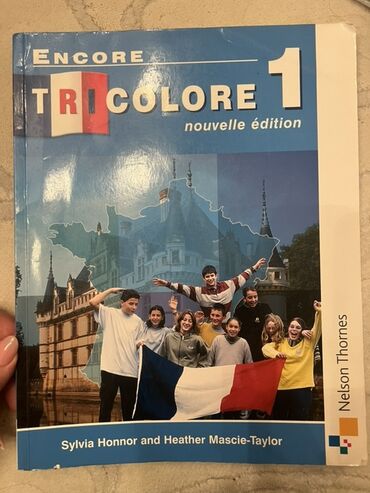 ENCORE
TRICOLORE 1
nouvelle édition
Nelson Thornes
Sylvia Honnor and Heather Mascie-Taylor